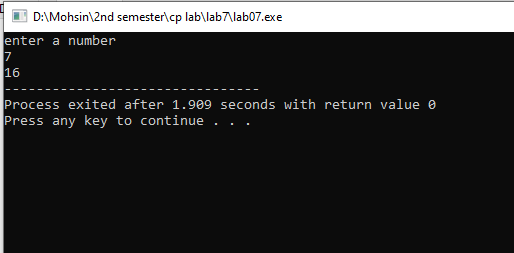 D:\Mohsin\2nd semester\cp lab\lab7\lab07.exe
enter a number
7
16
--------------------------------
Process exited after 1.909 seconds with return value 0
Press any key to continue . . .